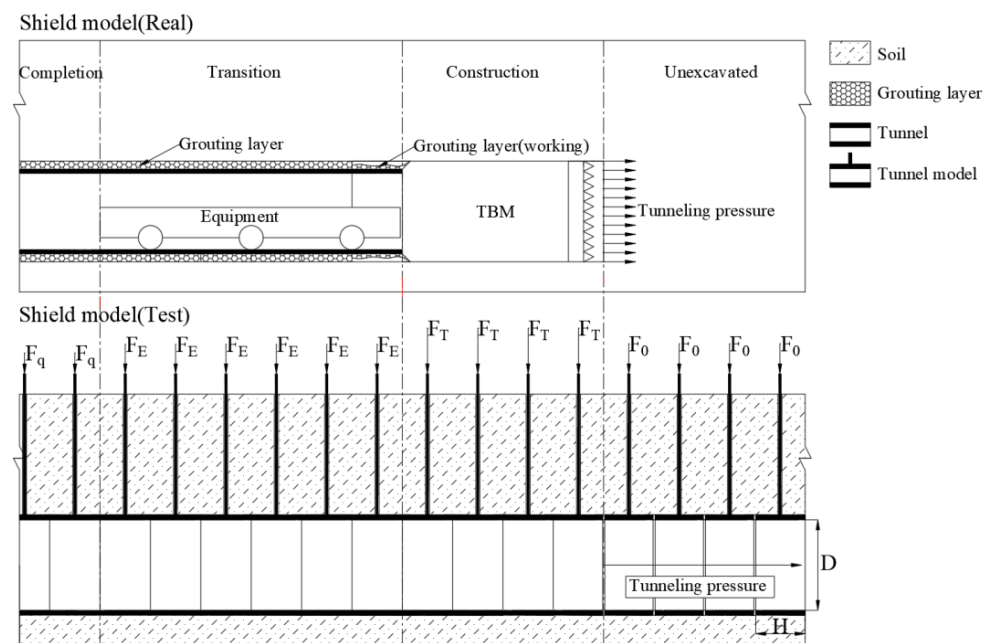 Shield model(Real)
Completion
Transition
Construction
Unexcavated
Grouting layer
Grouting layer(working)
Equipment
TBM
Tunneling pressure
Soil
Grouting layer
Tunnel
Tunnel model
Shield model(Test)
Fq Fq FE FE FE FE FE FE FT FT FT FT F0 F0 F0 F0
D
Tunneling pressure
H